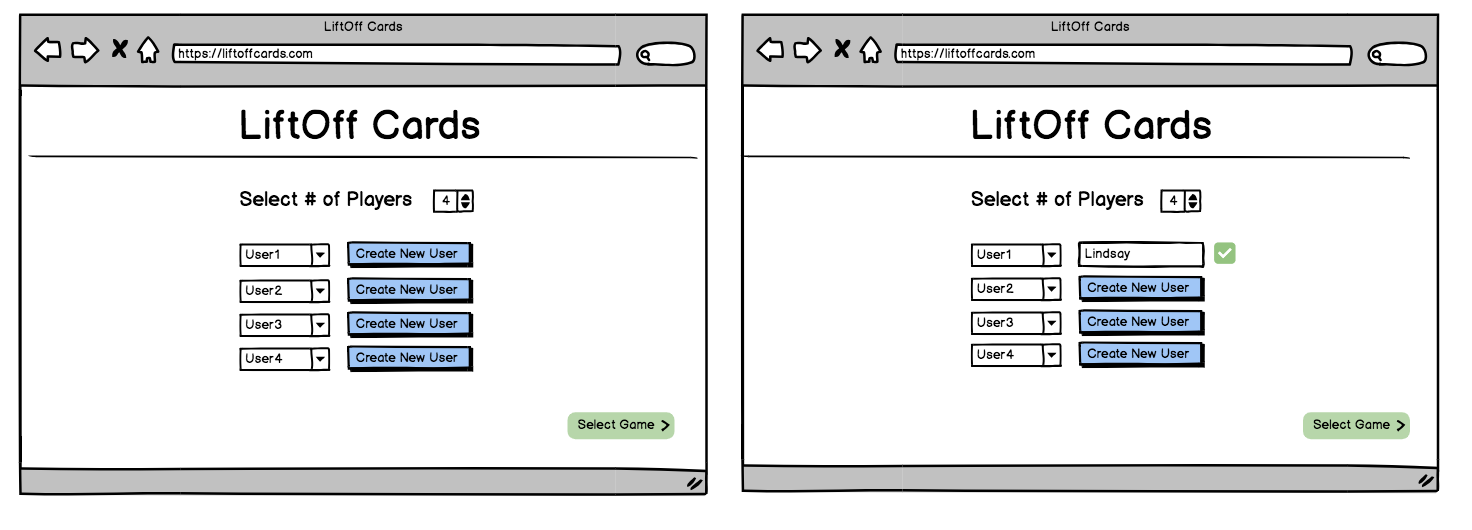 LiftOff Cards
https://liftoffcards.com
LiftOff Cards
Select # of Players 4
User1 Create New User
User2 Create New User
User3 Create New User
User4 Create New User
Select Game >
LiftOff Cards
https://liftoffcards.com
LiftOff Cards
Select # of Players 4
User1 Lindsay
User2 Create New User
User3 Create New User
User4 Create New User
Select Game >